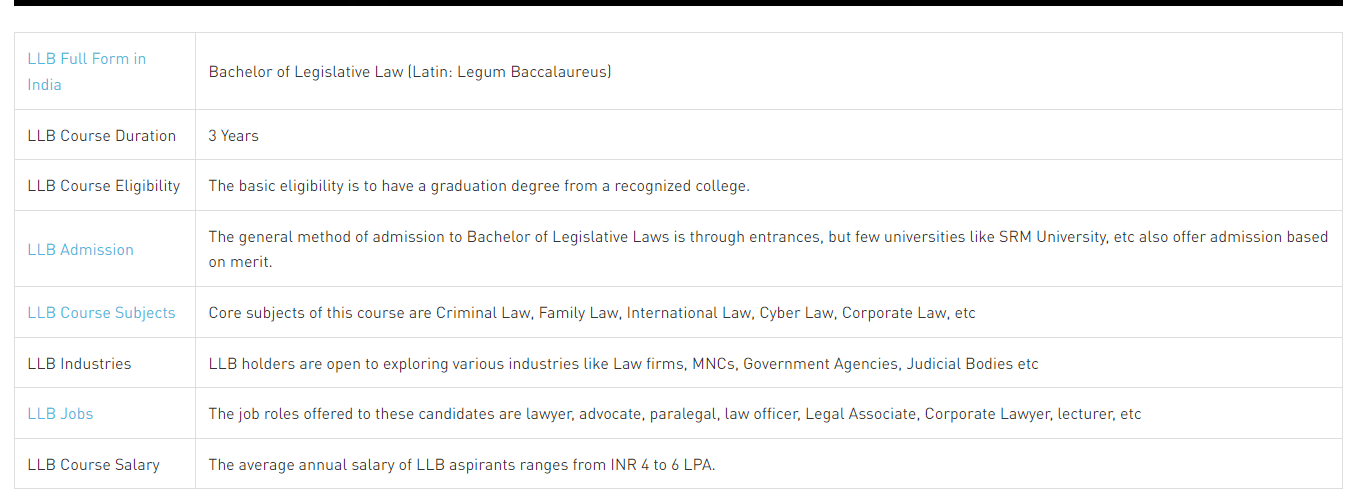 LLB Full Form in
India
Bachelor of Legislative Law (Latin: Legum Baccalaureus)
LLB Course Duration
3 Years
LLB Course Eligibility
The basic eligibility is to have a graduation degree from a recognized college.
LLB Admission
The general method of admission to Bachelor of Legislative Laws is through entrances, but few universities like SRM University, etc also offer admission based
on merit.
LLB Course Subjects
Core subjects of this course are Criminal Law, Family Law, International Law, Cyber Law, Corporate Law, etc
LLB Industries
LLB holders are open to exploring various industries like Law firms, MNCs, Government Agencies, Judicial Bodies etc
LLB Jobs
The job roles offered to these candidates are lawyer, advocate, paralegal, law officer, Legal Associate, Corporate Lawyer, lecturer, etc
LLB Course Salary
The average annual salary of LLB aspirants ranges from INR 4 to 6 LPA.